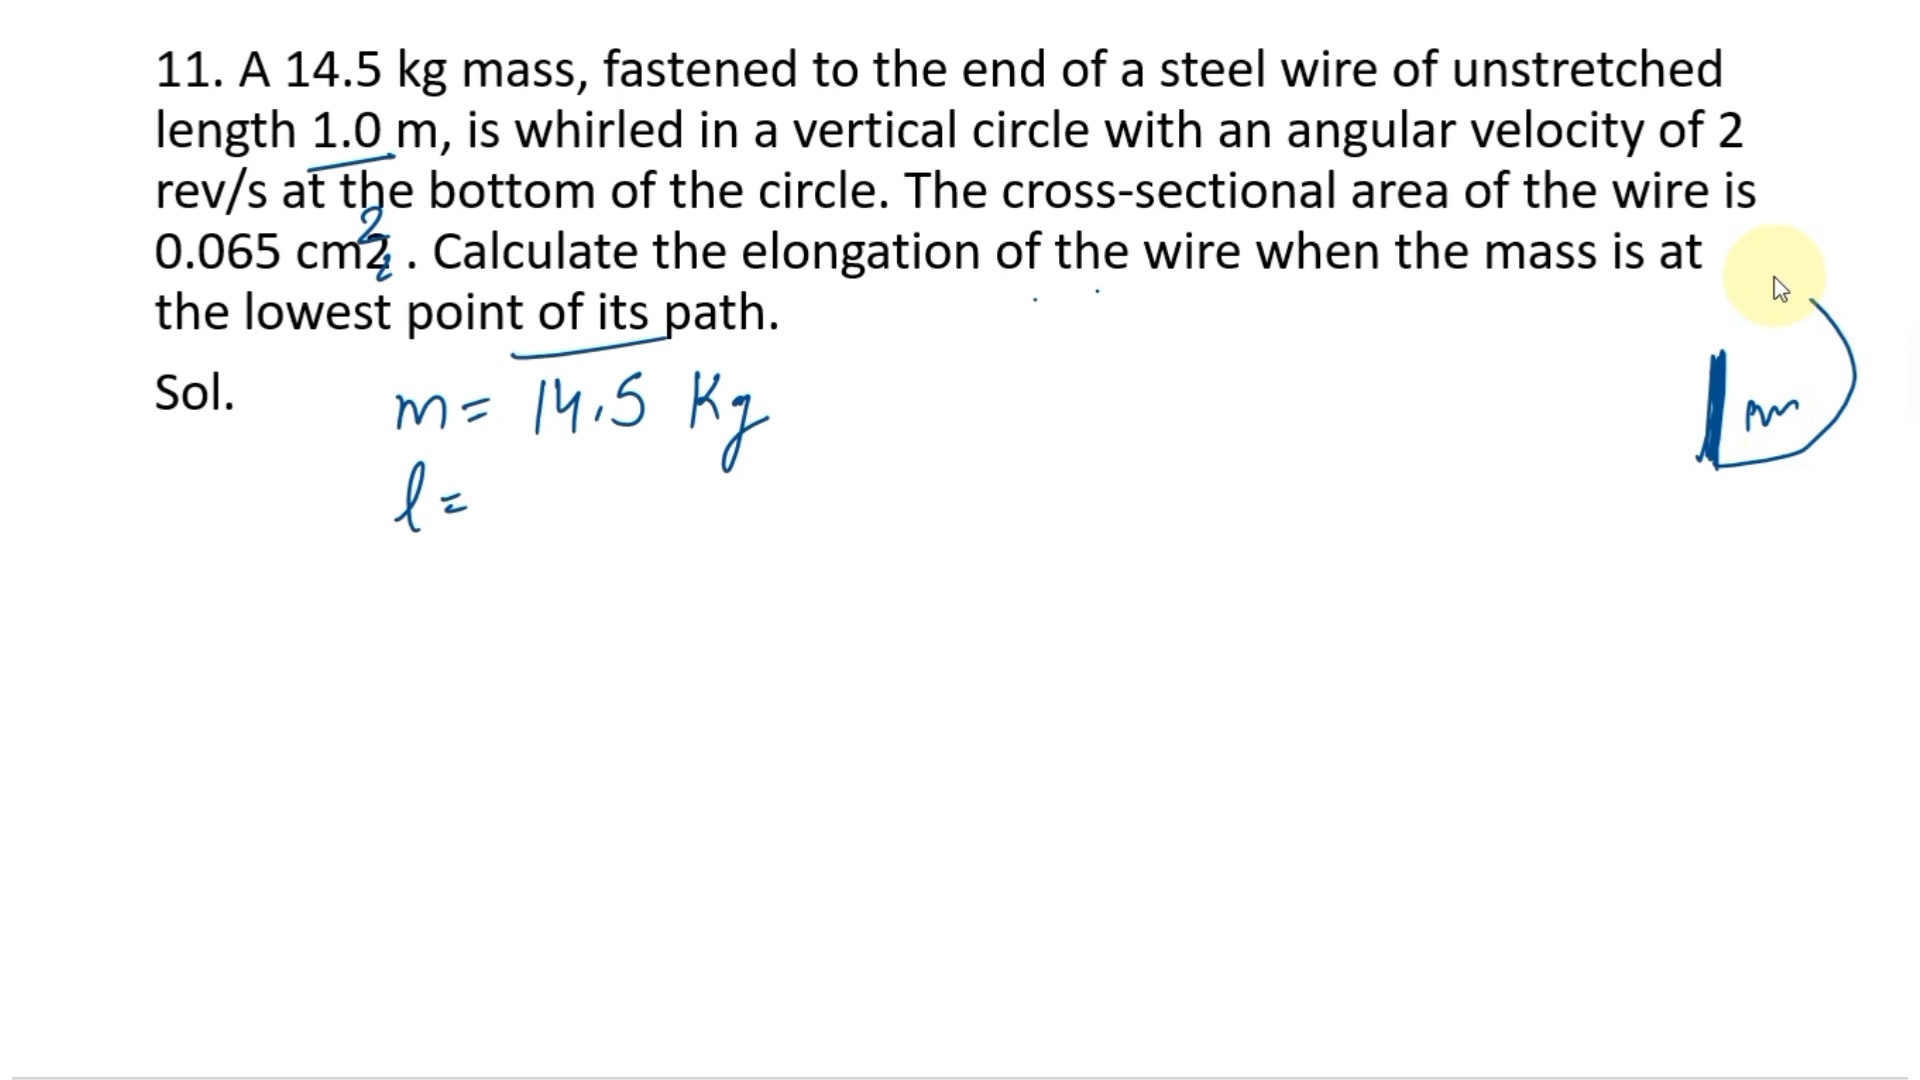 11. A 14.5 kg mass, fastened to the end of a steel wire of unstretched
length 1.0 m, is whirled in a vertical circle with an angular velocity of 2
rev/s at the bottom of the circle. The cross-sectional area of the wire is
2
0.065 cm2 . Calculate the elongation of the wire when the mass is at
the lowest point of its path.
Sol.
m = 14.5 Kg
l =
m